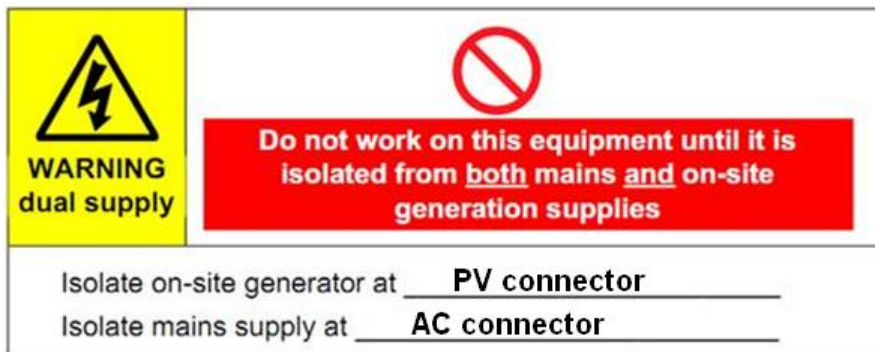 WARNING
dual supply
Do not work on this equipment until it is
isolated from both mains and on-site
generation supplies
Isolate on-site generator at PV connector
Isolate mains supply at AC connector